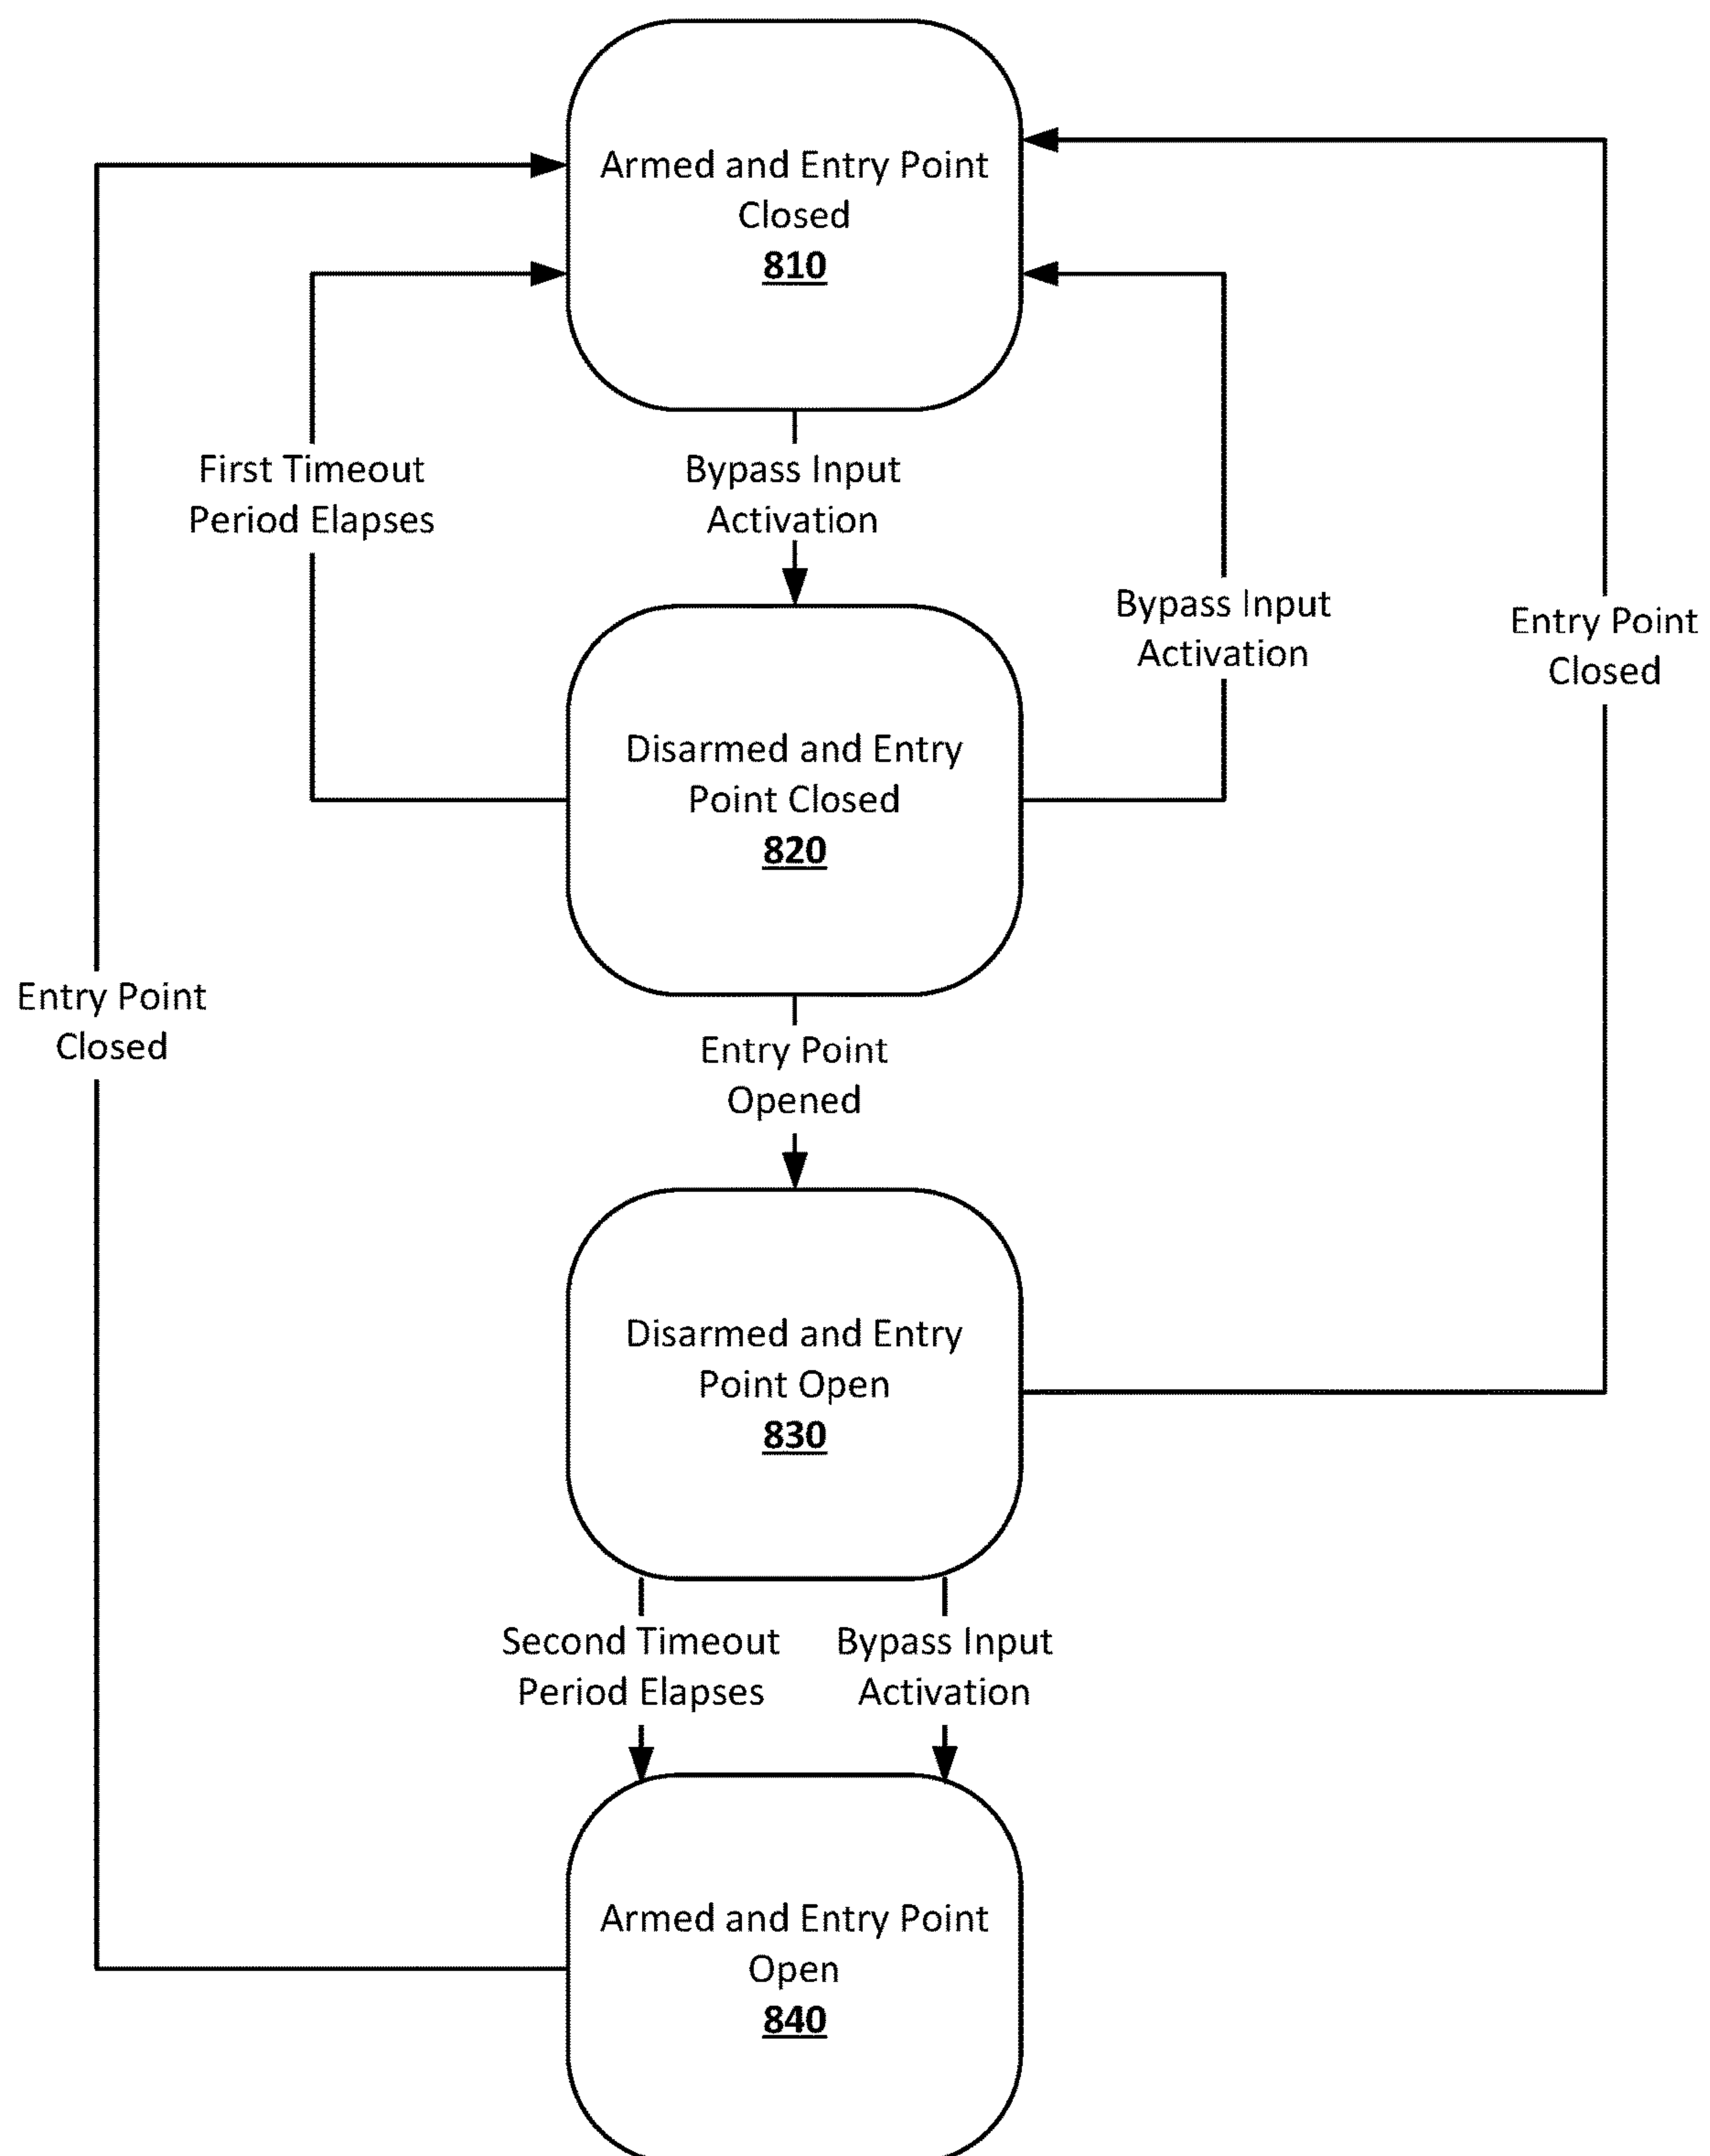 Armed and Entry Point
Closed
810
First Timeout
Period Elapses
Bypass Input
Activation
Bypass Input
Activation
Entry Point
Closed
Disarmed and Entry
Point Closed
820
Entry Point
Closed
Entry Point
Opened
Disarmed and Entry
Point Open
830
Second Timeout
Period Elapses
Bypass Input
Activation
Armed and Entry Point
Open
840